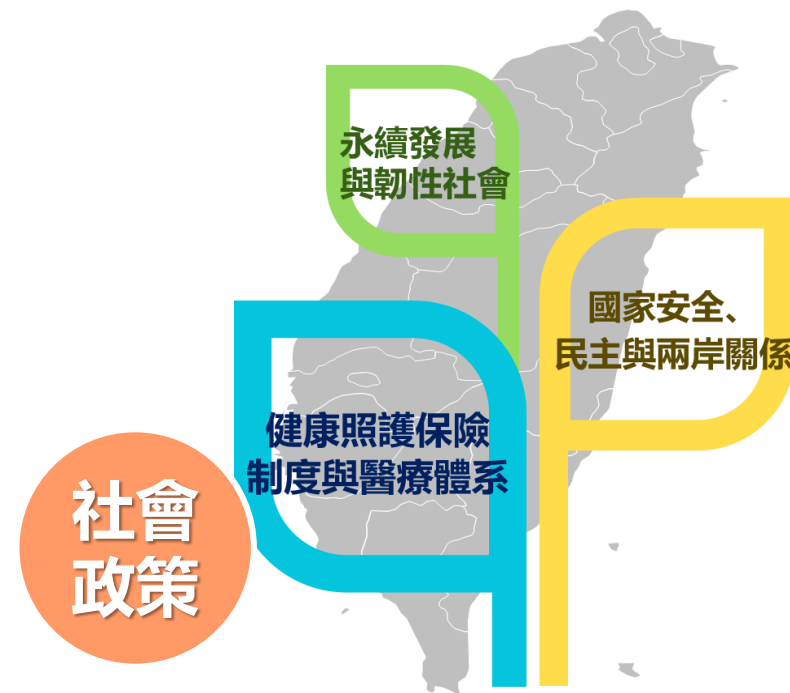 永續發展
與韌性社會
國家安全、
民主與兩岸關係
健康照護保險
制度與醫療體系
社會
政策